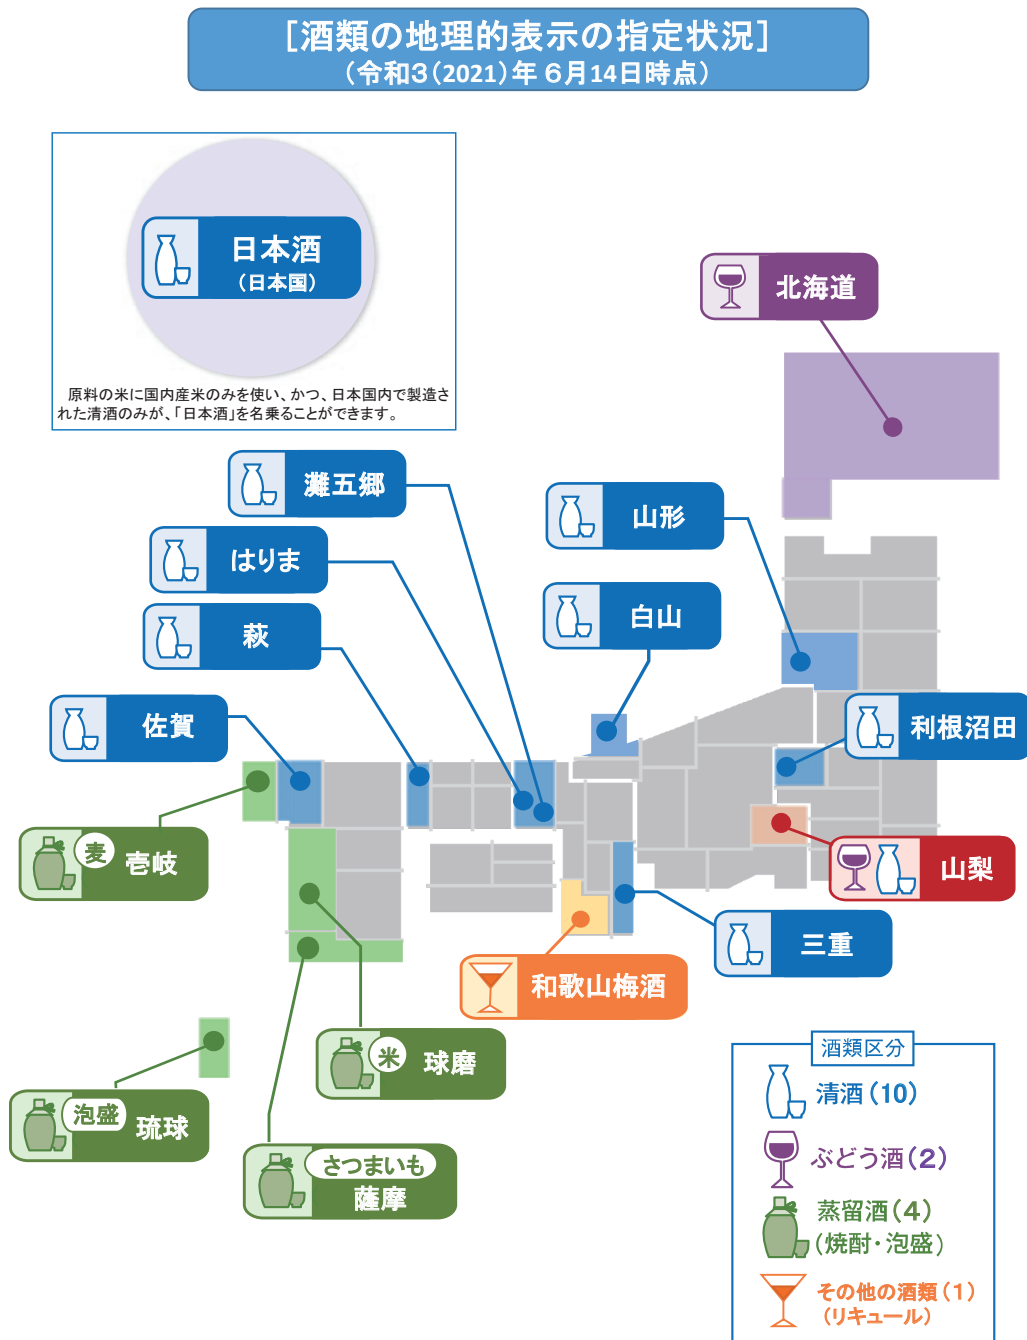 ［酒類の地理的表示の指定状況］
（令和３（2021）年６月14日時点）
日本酒
（日本国）
原料の米に国内産米のみを使い、かつ、日本国内で製造さ
れた清酒のみが、「日本酒」を名乗ることができます。
北海道
灘五郷
山形
はりま
白山
萩
佐賀
利根沼田
麦
壱岐
山梨
三重
和歌山梅酒
米
球磨
泡盛
琉球
さつまいも
薩摩
酒類区分
清酒（10）
ぶどう酒（2）
蒸留酒（4）
（焼酎・泡盛）
その他の酒類（1）
（リキュール）